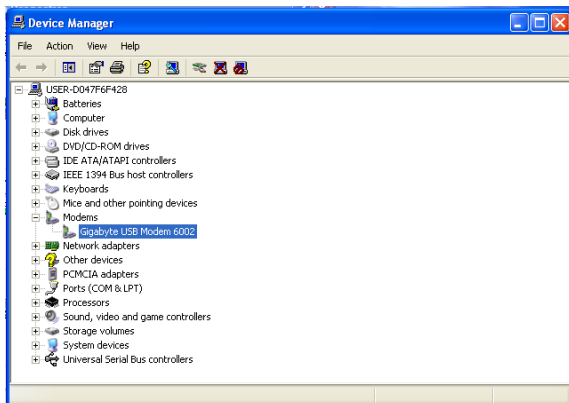 Device Manager
File Action View Help
USER-D047F6F428
Batteries
Computer
Disk drives
DVD/CD-ROM drives
IDE ATA/ATAPI controllers
IEEE 1394 Bus host controllers
Keyboards
Mice and other pointing devices
Modems
Gigabyte USB Modem 6002
Network adapters
Other devices
PCMCIA adapters
Ports (COM & LPT)
Processors
Sound, video and game controllers
Storage volumes
System devices
Universal Serial Bus controllers